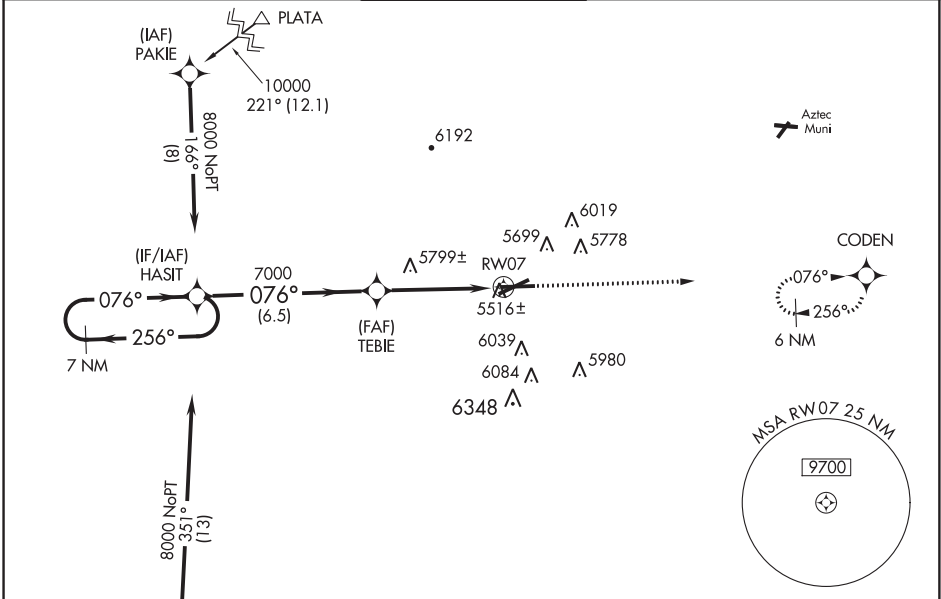 PLATA
(IAF)
PAKIE
10000
221° (12.1)
8000 NoPT
166°
(8)
6192
Aztec
Muni
6019
5699
5778
5799±
RW07
5516±
CODEN
076°
256°
6 NM
(IF/IAF)
HASIT
7000
076°
(6.5)
076°
256°
7 NM
(FAF)
TEBIE
6039
6084
5980
6348
8000 NoPT
351°
(13)
MSA RW07 25 NM
9700